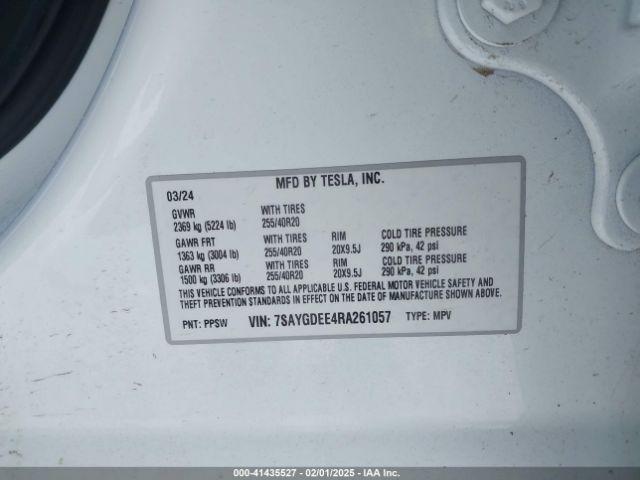 MFD BY TESLA, INC.
03/24
GVWR WITH TIRES
2369 kg (5224 lb) 255/40R20
GAWR FRT WITH TIRES RIM COLD TIRE PRESSURE
1363 kg (3004 lb) 255/40R20 20X9.5J 290 kPa, 42 psi
GAWR RR WITH TIRES RIM COLD TIRE PRESSURE
1500 kg (3306 lb) 255/40R20 20X9.5J 290 kPa, 42 psi
THIS VEHICLE CONFORMS TO ALL APPLICABLE U.S. FEDERAL MOTOR VEHICLE SAFETY AND
THEFT PREVENTION STANDARDS IN EFFECT ON THE DATE OF MANUFACTURE SHOWN ABOVE.
PNT: PPSW VIN: 7SAYGDEE4RA261057 TYPE: MPV
000-41435527 - 02/01/2025 - IAA Inc.